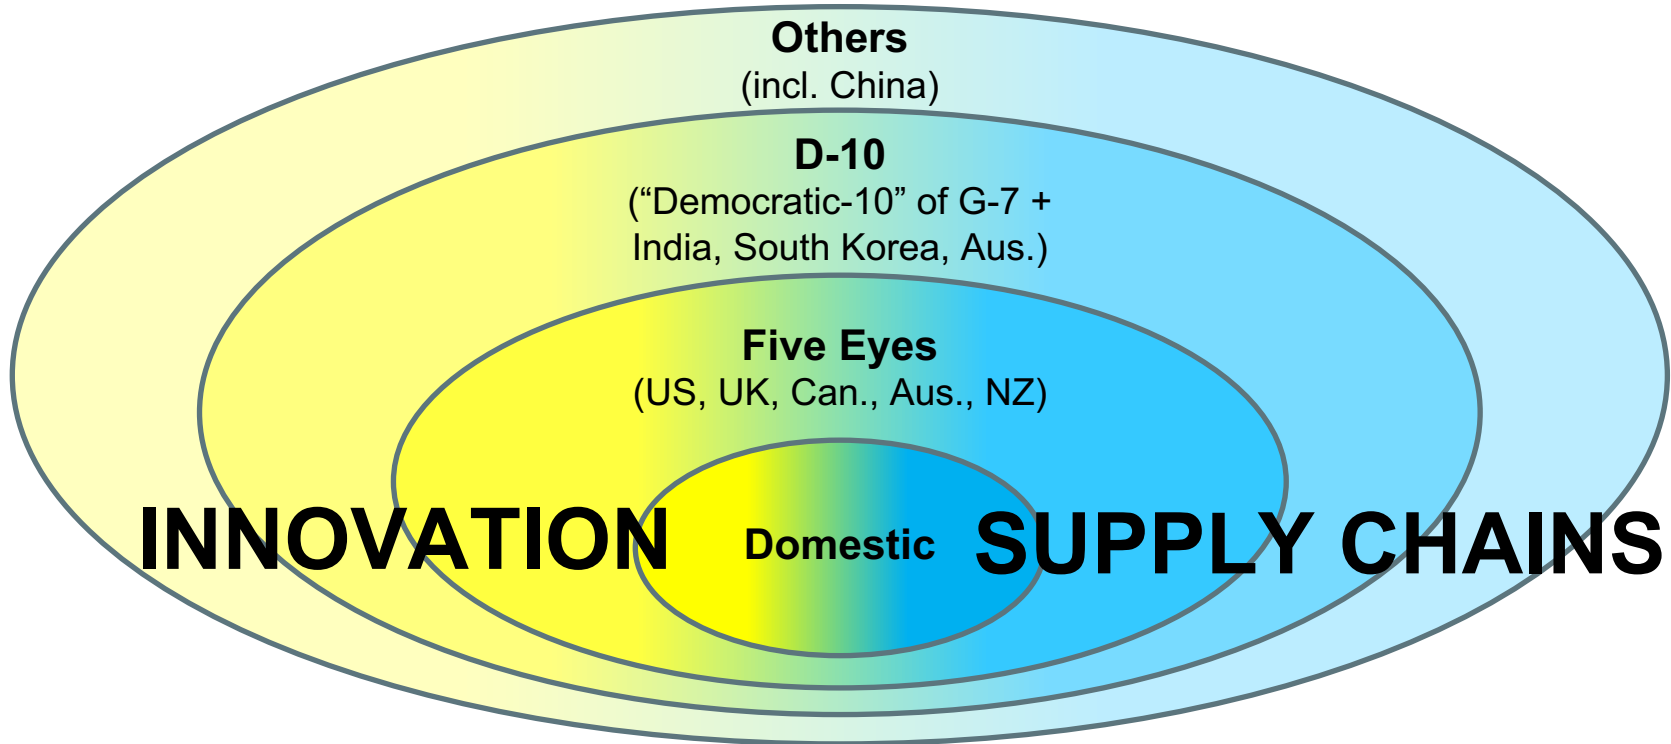 Others
(incl. China)
D-10
(“Democratic-10” of G-7 +
India, South Korea, Aus.)
Five Eyes
(US, UK, Can., Aus., NZ)
INNOVATION
Domestic
SUPPLY CHAINS